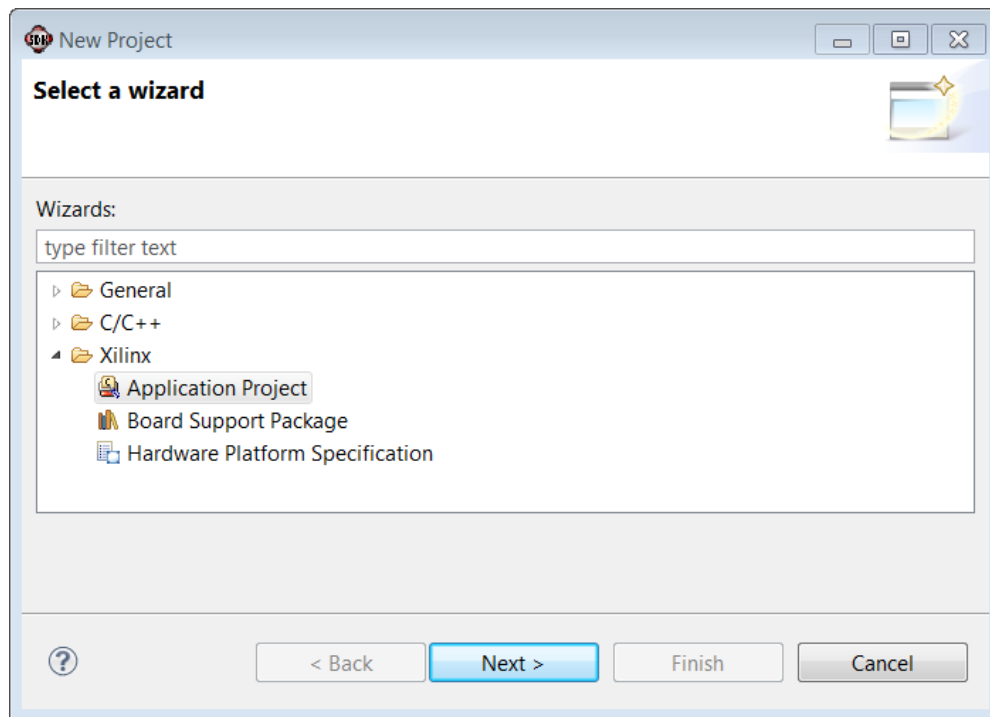 SDK New Project
Select a wizard
Wizards:
type filter text
General
C/C++
Xilinx
Application Project
Board Support Package
Hardware Platform Specification
? < Back Next > Finish Cancel